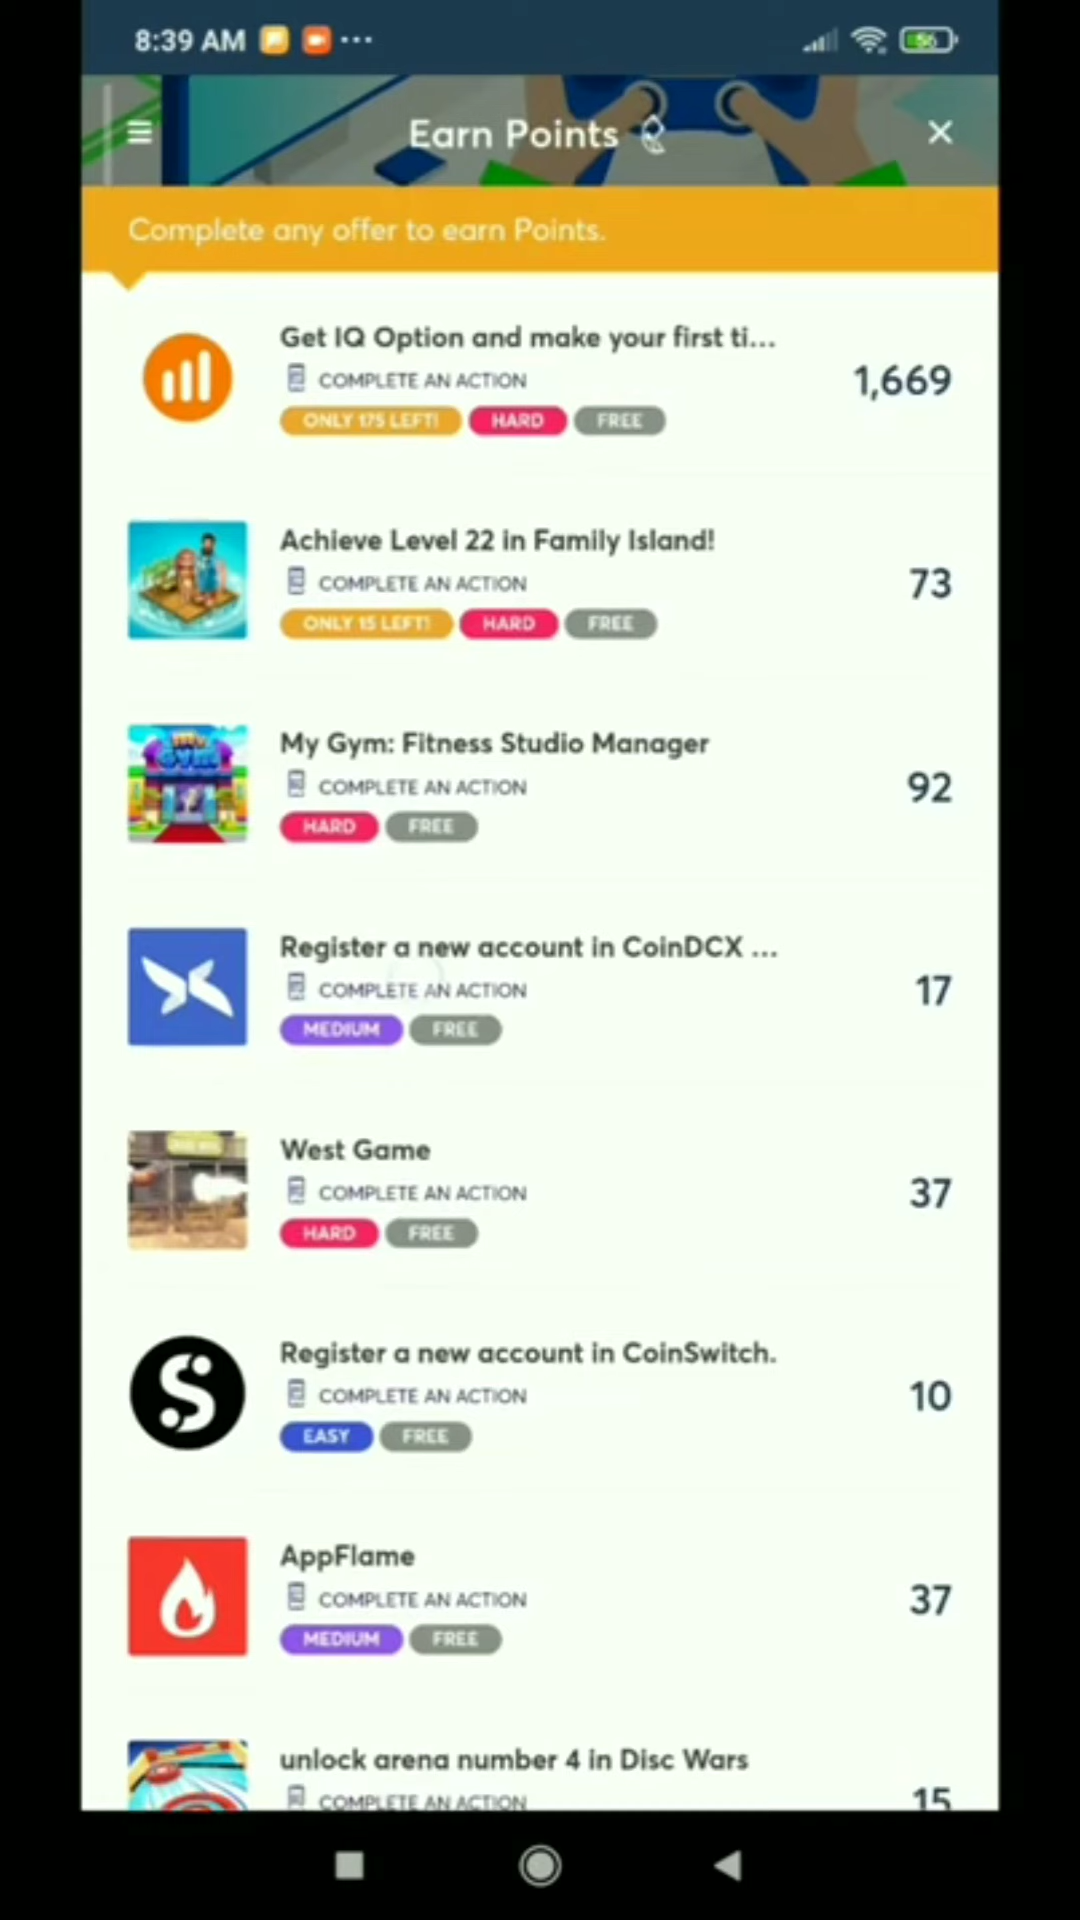 8:39 AM
56
Earn Points
Complete any offer to earn Points.
Get IQ Option and make your first ti...
COMPLETE AN ACTION
1,669
ONLY 175 LEFT! HARD FREE
Achieve Level 22 in Family Island!
COMPLETE AN ACTION
73
ONLY 15 LEFT! HARD FREE
My Gym: Fitness Studio Manager
COMPLETE AN ACTION
92
HARD FREE
Register a new account in CoinDCX ...
COMPLETE AN ACTION
17
MEDIUM FREE
West Game
COMPLETE AN ACTION
37
HARD FREE
Register a new account in CoinSwitch.
COMPLETE AN ACTION
10
EASY FREE
AppFlame
COMPLETE AN ACTION
37
MEDIUM FREE
unlock arena number 4 in Disc Wars
COMPLETE AN ACTION
15